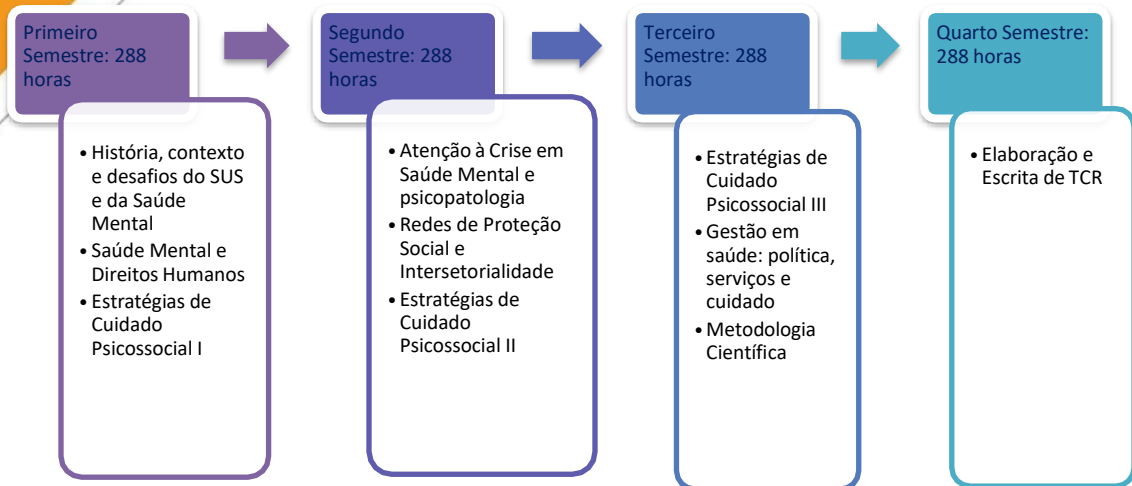 Primeiro
Semestre: 288
horas
• História, contexto
e desafios do SUS
e da Saúde
Mental
• Saúde Mental e
Direitos Humanos
• Estratégias de
Cuidado
Psicossocial I
Segundo
Semestre: 288
horas
• Atenção à Crise em
Saúde Mental e
psicopatologia
• Redes de Proteção
Social e
Intersetorialidade
• Estratégias de
Cuidado
Psicossocial II
Terceiro
Semestre: 288
horas
• Estratégias de
Cuidado
Psicossocial III
• Gestão em
saúde: política,
serviços e
cuidado
• Metodologia
Científica
Quarto Semestre:
288 horas
• Elaboração e
Escrita de TCR